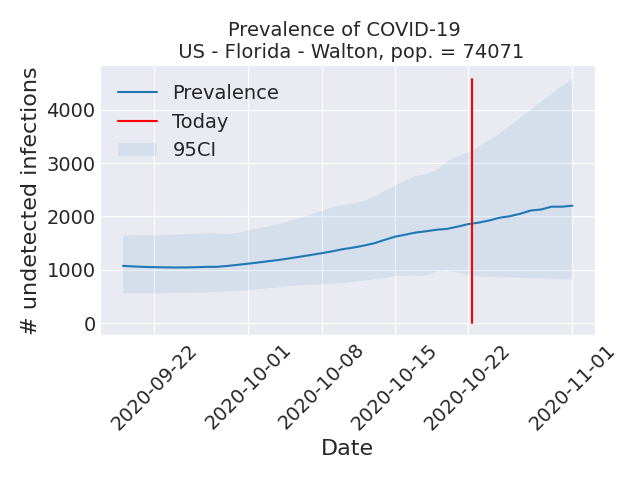 Prevalence of COVID-19
US - Florida - Walton, pop. = 74071
# undetected infections
4000
3000
2000
1000
0
Prevalence
Today
95CI
2020-09-22
2020-10-01
2020-10-08
2020-10-15
2020-10-22
2020-11-01
Date